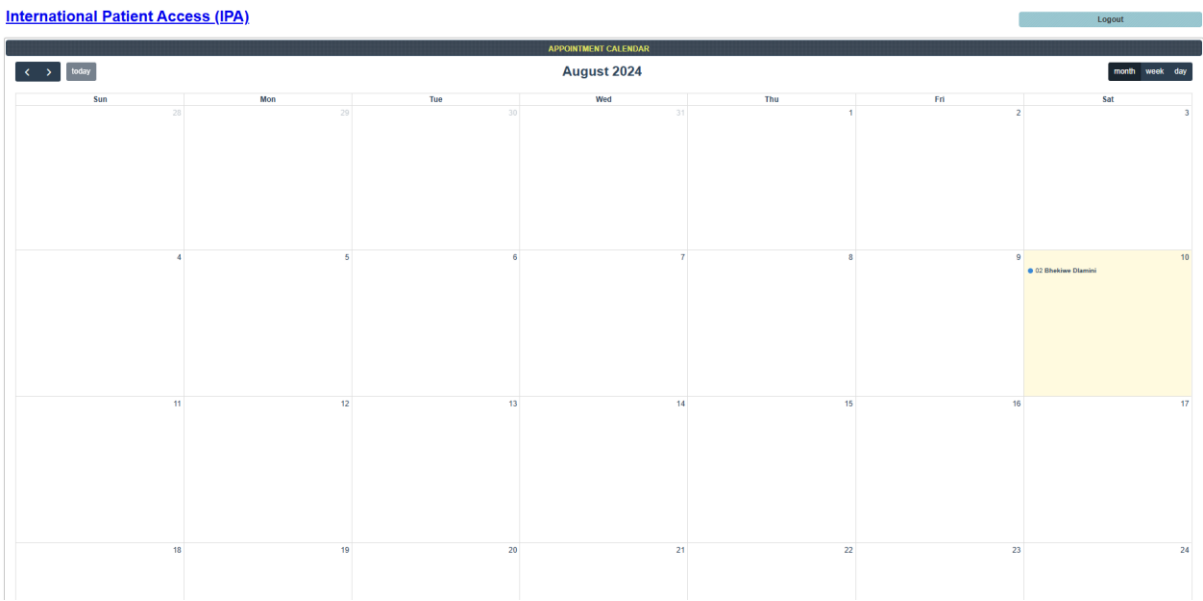 International Patient Access (IPA)
Logout
APPOINTMENT CALENDAR
today
August 2024
month week day
Sun Mon Tue Wed Thu Fri Sat
28 29 30 31 1 2 3
4 5 6 7 8 9 10
02 Bhekiwe Dlamini
11 12 13 14 15 16 17
18 19 20 21 22 23 24